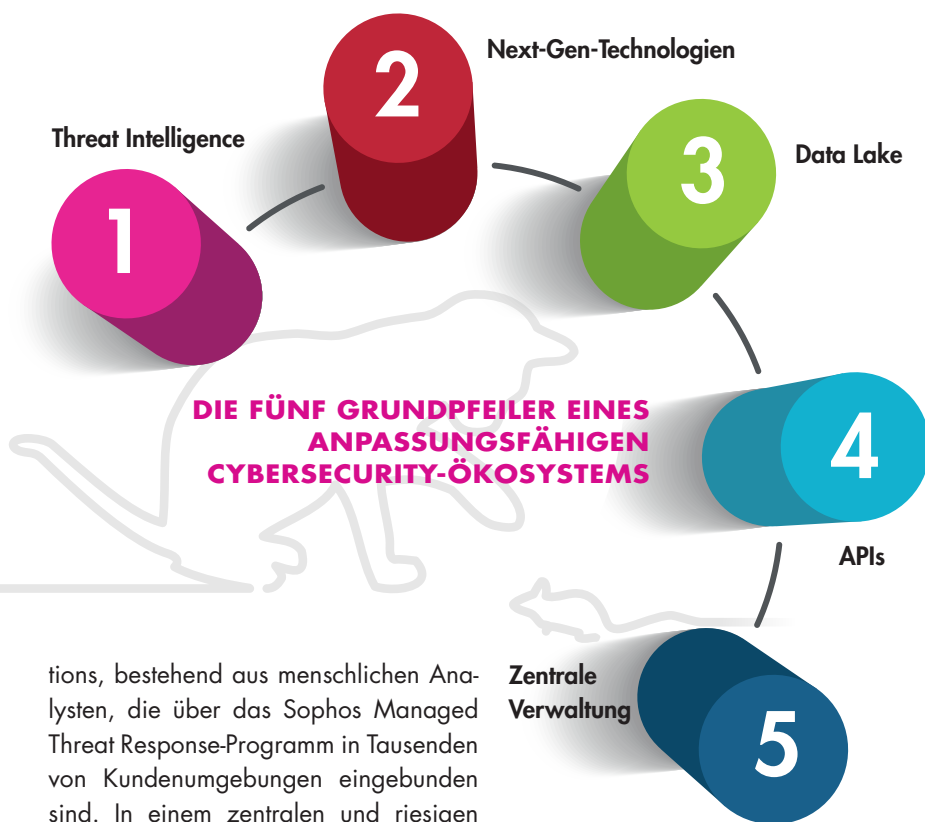 2
Next-Gen-Technologien
Threat Intelligence
1
3
Data Lake
DIE FÜNF GRUNDPFEILER EINES
ANPASSUNGSFÄHIGEN
CYBERSECURITY-ÖKOSYSTEMS
4
APIs
Zentrale
Verwaltung
5
tions, bestehend aus menschlichen Ana-
lysten, die über das Sophos Managed
Threat Response-Programm in Tausenden
von Kundenumgebungen eingebunden
sind. In einem zentralen und riesigen